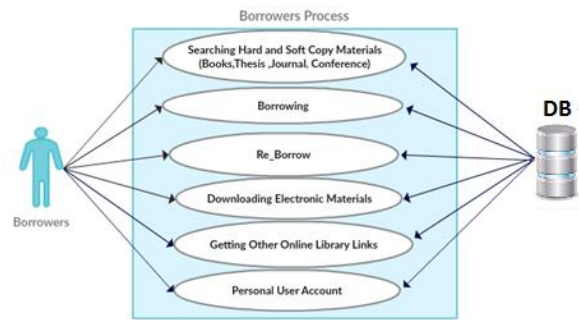 Borrowers Process
Searching Hard and Soft Copy Materials
(Books,Thesis ,Journal, Conference)
Borrowing
Re_Borrow
Downloading Electronic Materials
Getting Other Online Library Links
Personal User Account
Borrowers
DB